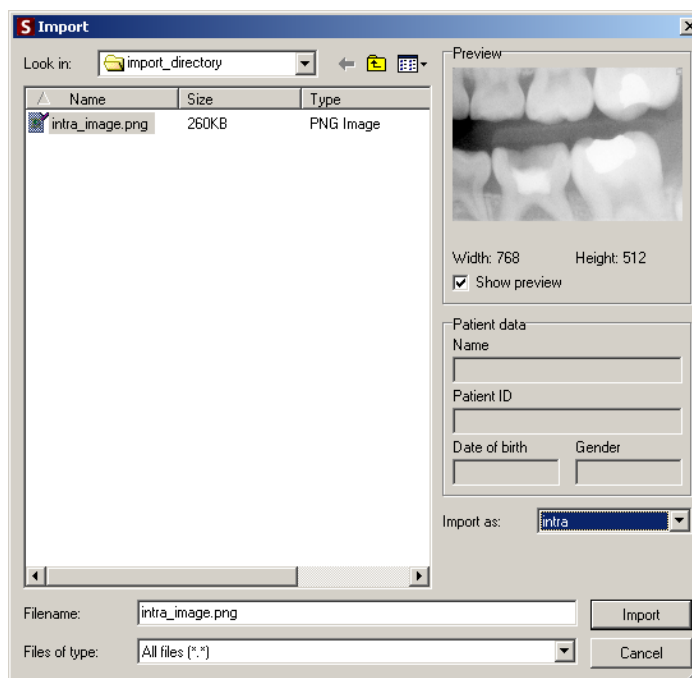 S Import
Look in: import_directory
Name Size Type
intra_image.png 260KB PNG Image
Preview
Width: 768 Height: 512
Show preview
Patient data
Name
Patient ID
Date of birth Gender
Import as: intra
Filename: intra_image.png Import
Files of type: All files (*.*) Cancel